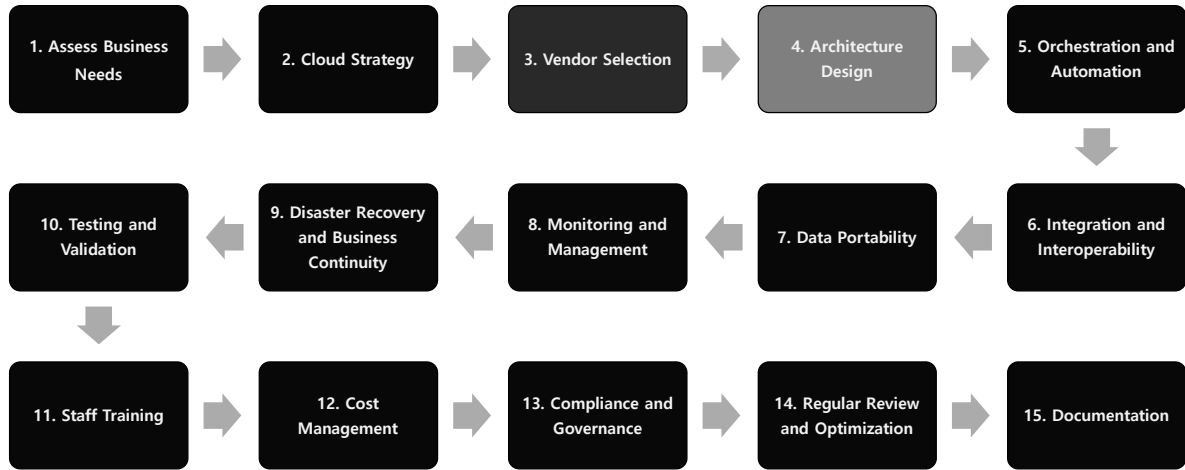 1. Assess Business
Needs
2. Cloud Strategy
3. Vendor Selection
4. Architecture
Design
5. Orchestration and
Automation
6. Integration and
Interoperability
7. Data Portability
8. Monitoring and
Management
9. Disaster Recovery
and Business
Continuity
10. Testing and
Validation
11. Staff Training
12. Cost
Management
13. Compliance and
Governance
14. Regular Review
and Optimization
15. Documentation